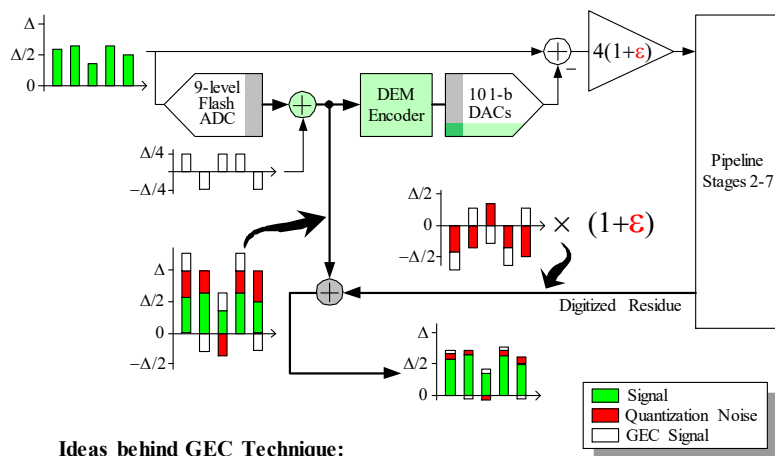 Δ
Δ/2
0
9-level
Flash
ADC
DEM
Encoder
10 1-b
DACs
−
4(1+ε)
Pipeline
Stages 2-7
Δ/4
−Δ/4
Δ/2
0
−Δ/2
× (1+ε)
Δ
Δ/2
0
−Δ/2
Digitized Residue
Δ
Δ/2
0
Signal
Quantization Noise
GEC Signal
Ideas behind GEC Technique: